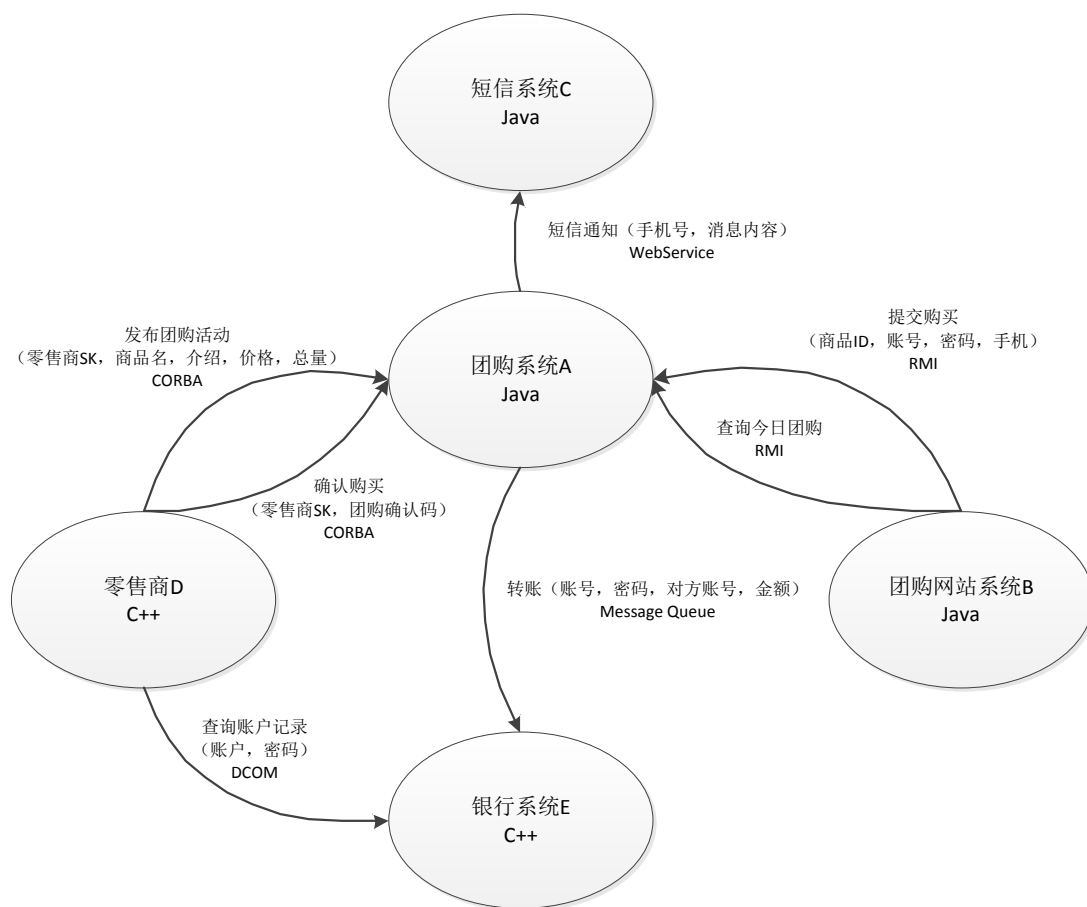 短信系统C
Java
短信通知（手机号，消息内容）
WebService
发布团购活动
（零售商SK，商品名，介绍，价格，总量）
CORBA
提交购买
（商品ID，账号，密码，手机）
RMI
团购系统A
Java
查询今日团购
RMI
确认购买
（零售商SK，团购确认码）
CORBA
零售商D
C++
转账（账号，密码，对方账号，金额）
Message Queue
团购网站系统B
Java
查询账户记录
（账户，密码）
DCOM
银行系统E
C++